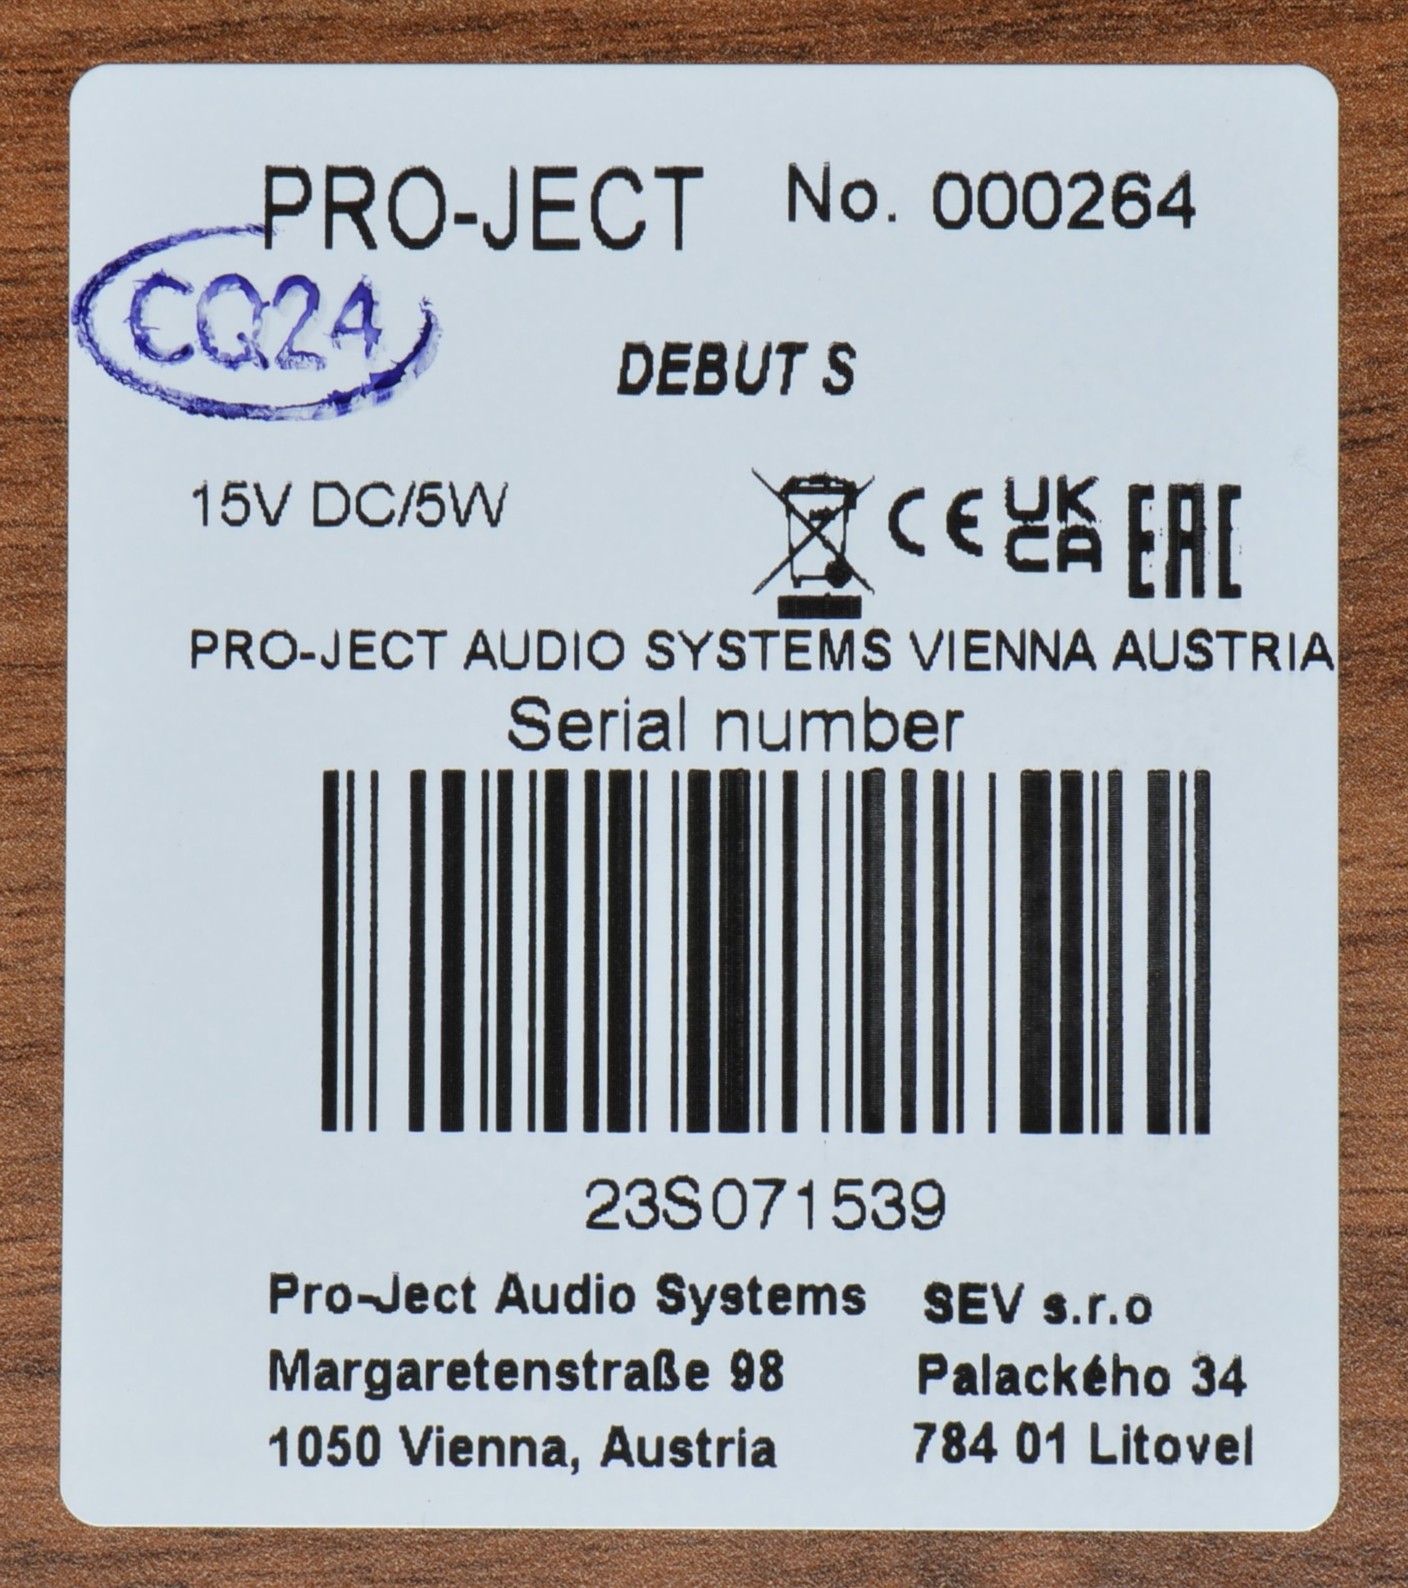 PRO-JECT No. 000264
CQ24
DEBUT S
15V DC/5W
CE UK CA EAC
PRO-JECT AUDIO SYSTEMS VIENNA AUSTRIA
Serial number
23S071539
Pro-Ject Audio Systems
Margaretenstraße 98
1050 Vienna, Austria
SEV s.r.o
Palackého 34
784 01 Litovel